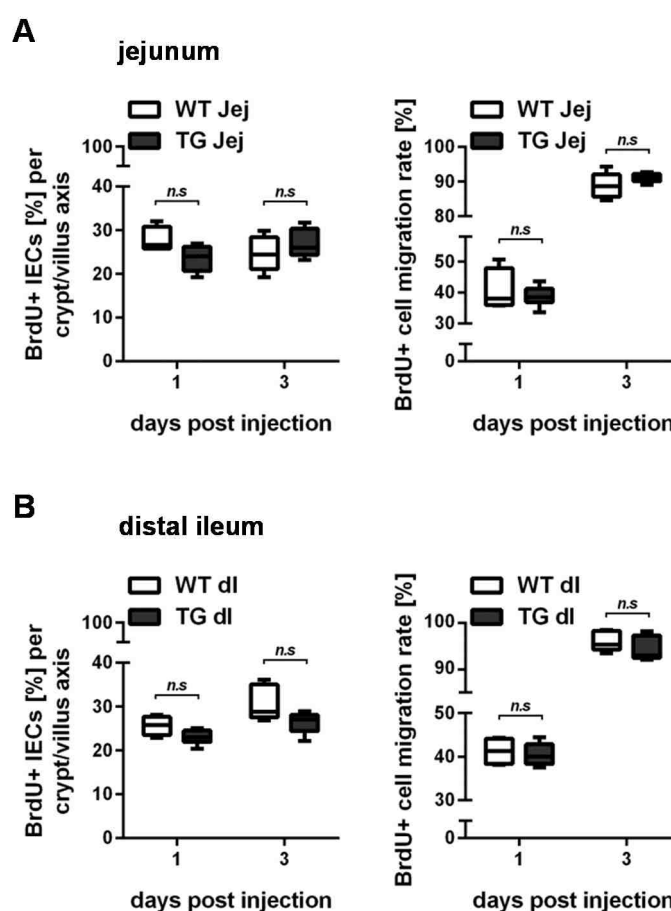 A
jejunum
WT Jej
TG Jej
BrdU+ IECs [%] per
crypt/villus axis
100
40
30
20
10
0
n.s
n.s
1
3
days post injection
WT Jej
TG Jej
BrdU+ cell migration rate [%]
100
90
80
50
40
30
0
n.s
n.s
1
3
days post injection
B
distal ileum
WT dI
TG dI
BrdU+ IECs [%] per
crypt/villus axis
100
40
30
20
10
0
n.s
n.s
1
3
days post injection
WT dI
TG dI
BrdU+ cell migration rate [%]
100
90
50
40
30
0
n.s
n.s
1
3
days post injection